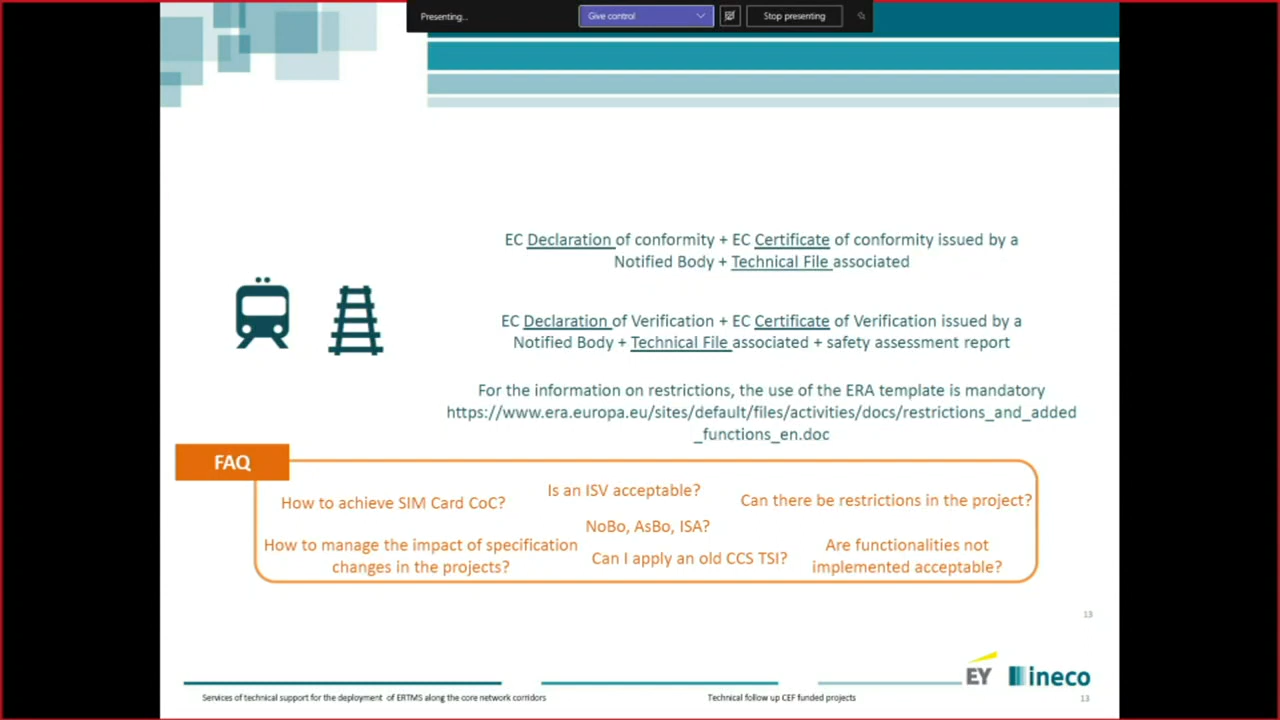 Presenting...
Give control
Stop presenting
EC Declaration of conformity + EC Certificate of conformity issued by a
Notified Body + Technical File associated
EC Declaration of Verification + EC Certificate of Verification issued by a
Notified Body + Technical File associated + safety assessment report
For the information on restrictions, the use of the ERA template is mandatory
https://www.era.europa.eu/sites/default/files/activities/docs/restrictions_and_added
_functions_en.doc
FAQ
How to achieve SIM Card CoC?
Is an ISV acceptable?
Can there be restrictions in the project?
NoBo, AsBo, ISA?
How to manage the impact of specification
changes in the projects?
Can I apply an old CCS TSI?
Are functionalities not
implemented acceptable?
13
EY
ineco
Services of technical support for the deployment of ERTMS along the core network corridors
Technical follow up CEF funded projects
13